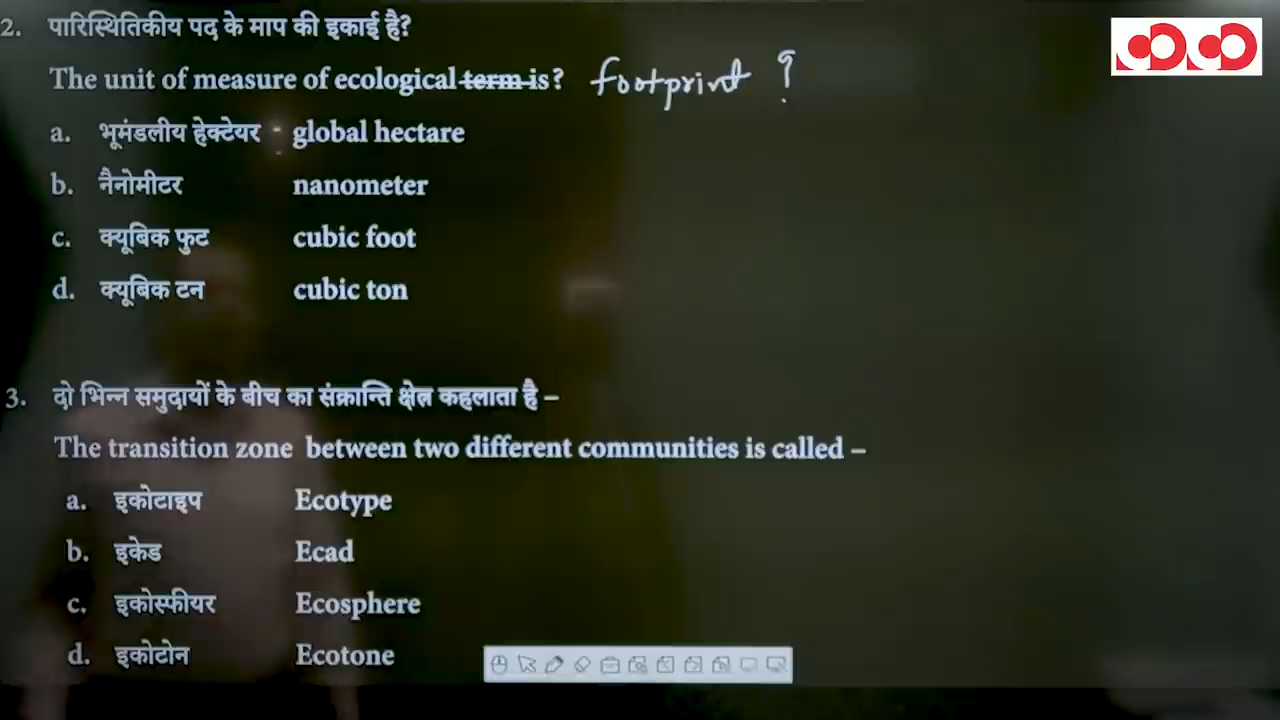 2. पारिस्थितिकीय पद के माप की इकाई है?
The unit of measure of ecological term is? footprint ?
a. भूमंडलीय हेक्टेयर - global hectare
b. नैनोमीटर nanometer
c. क्यूबिक फुट cubic foot
d. क्यूबिक टन cubic ton
3. दो भिन्न समुदायों के बीच का संक्रान्ति क्षेत्र कहलाता है –
The transition zone between two different communities is called –
a. इकोटाइप Ecotype
b. इकेड Ecad
c. इकोस्फीयर Ecosphere
d. इकोटोन Ecotone